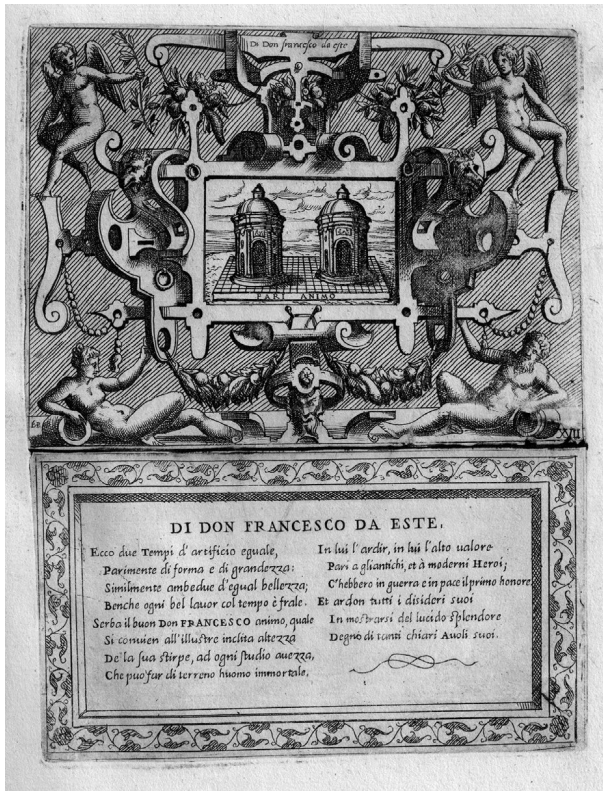 Di Don francesco da este
PARI ANIMO
XVII
DI DON FRANCESCO DA ESTE.
Ecco due Tempi d'artificio eguale,
Parimente di forma e di grandezza:
Similmente ambedue d'egual bellezza;
Benche ogni bel lauor col tempo è frale.
Serba il buon DON FRANCESCO animo, quale
Si conuien all'illustre inclita altezza
De la sua stirpe, ad ogni studio auezza,
Che puo far di terreno huomo immortale.
In lui l'ardir, in lui l'alto ualore
Pari a gliantichi, et à moderni Heroi;
C'hebbero in guerra e in pace il primo honore.
Et ardon tutti i disideri suoi
In mostrarsi del lucido splendore
Degno di tanti chiari Auoli suoi.